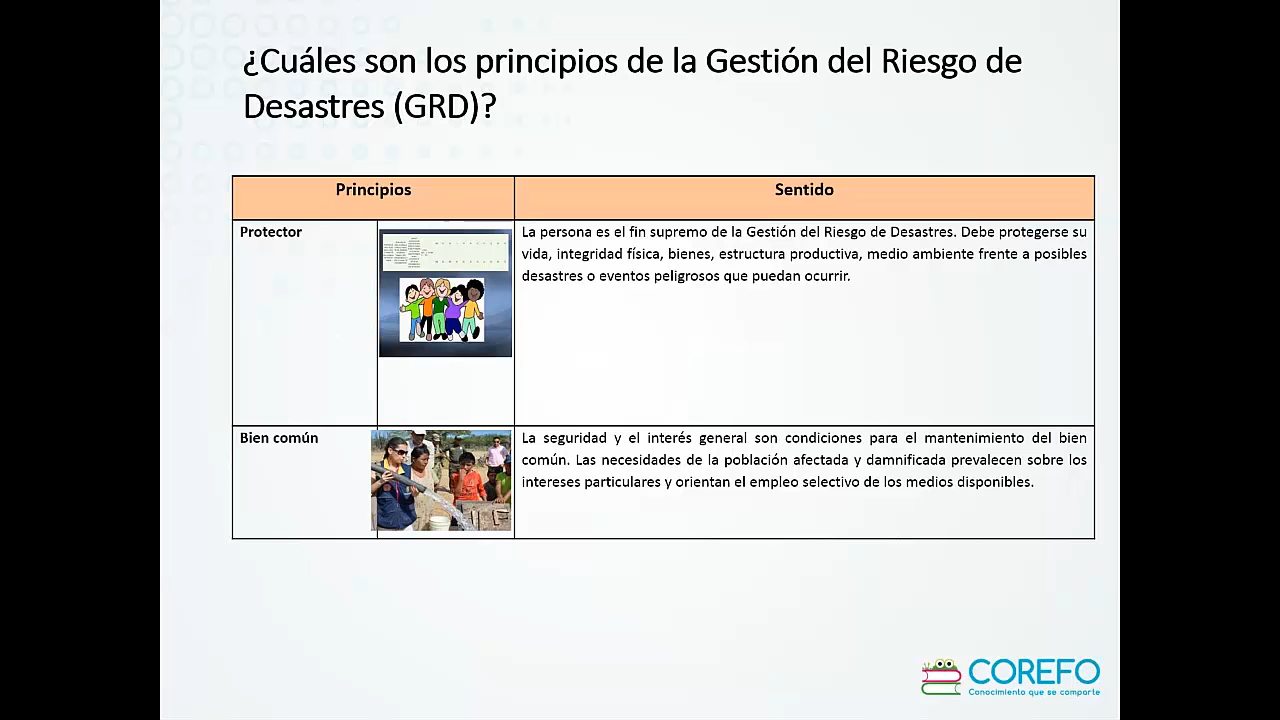 ¿Cuáles son los principios de la Gestión del Riesgo de
Desastres (GRD)?
Principios
Sentido
Protector
La persona es el fin supremo de la Gestión del Riesgo de Desastres. Debe protegerse su
vida, integridad física, bienes, estructura productiva, medio ambiente frente a posibles
desastres o eventos peligrosos que puedan ocurrir.
Bien común
La seguridad y el interés general son condiciones para el mantenimiento del bien
común. Las necesidades de la población afectada y damnificada prevalecen sobre los
intereses particulares y orientan el empleo selectivo de los medios disponibles.
COREFO
Conocimiento que se comparte